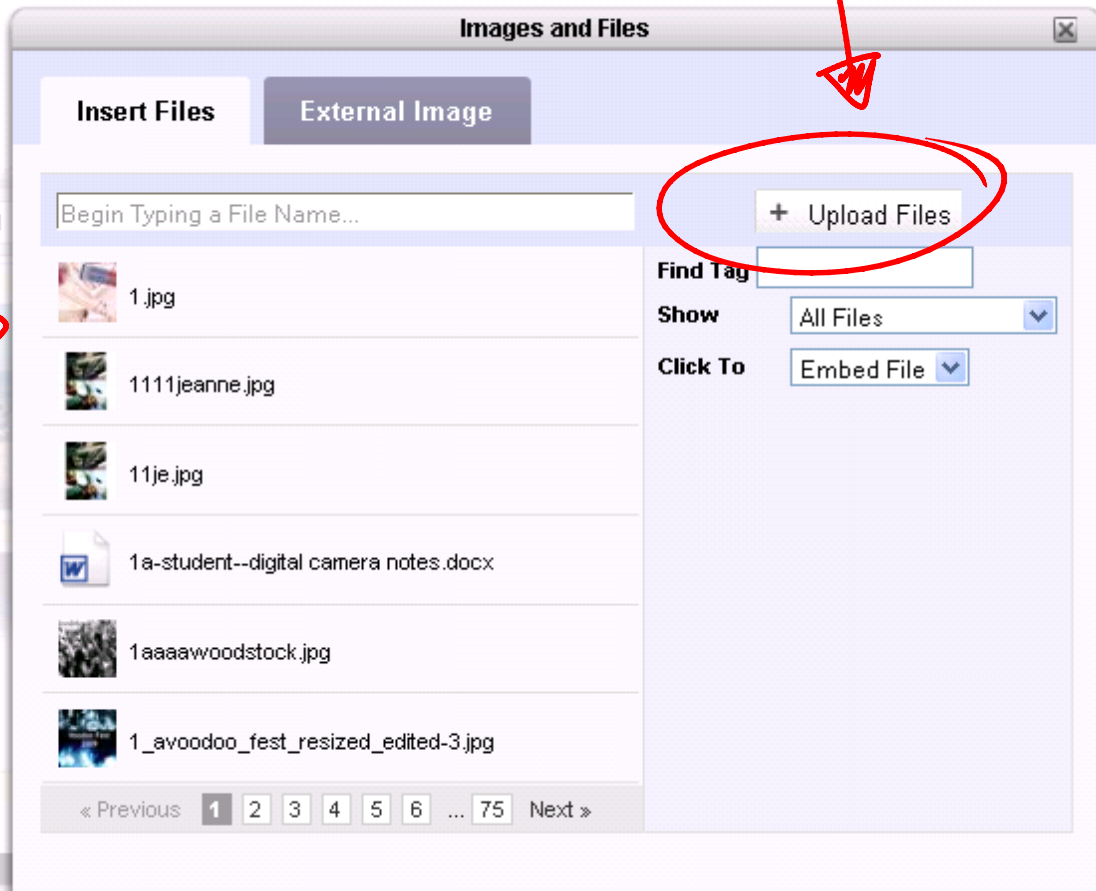 Images and Files
Insert Files
External Image
Begin Typing a File Name...
+ Upload Files
Find Tag
Show
All Files
Click To
Embed File
1.jpg
1111jeanne.jpg
11je.jpg
1a-student--digital camera notes.docx
1aaaawoodstock.jpg
1_avoodoo_fest_resized_edited-3.jpg
« Previous 1 2 3 4 5 6 ... 75 Next »